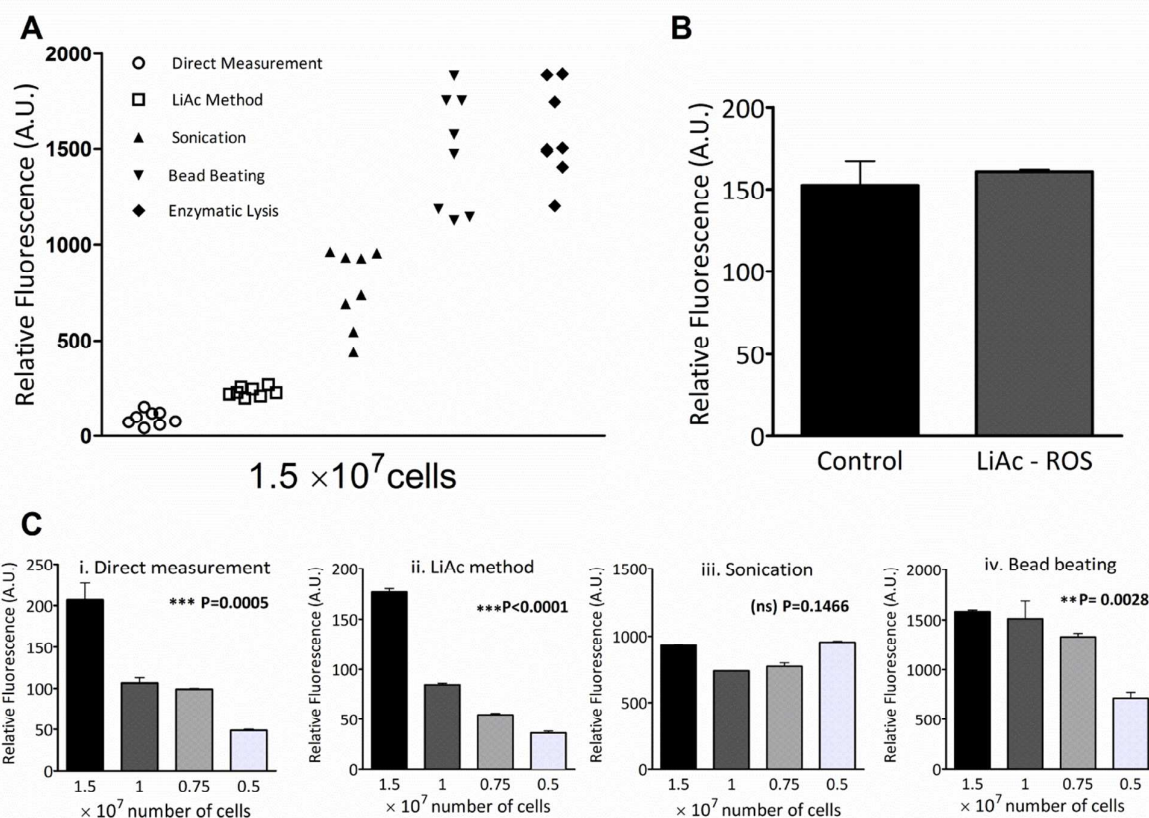 A
Relative Fluorescence (A.U.)
2000
1500
1000
500
0
Direct Measurement
LiAc Method
Sonication
Bead Beating
Enzymatic Lysis
1.5 ×10⁷ cells
B
Relative Fluorescence (A.U.)
200
150
100
50
0
Control
LiAc - ROS
C
i. Direct measurement
Relative Fluorescence (A.U.)
250
200
150
100
50
0
*** P=0.0005
1.5 1 0.75 0.5
× 10⁷ number of cells
ii. LiAc method
Relative Fluorescence (A.U.)
200
150
100
50
0
***P<0.0001
1.5 1 0.75 0.5
× 10⁷ number of cells
iii. Sonication
Relative Fluorescence (A.U.)
1500
1000
500
0
(ns) P=0.1466
1.5 1 0.75 0.5
× 10⁷ number of cells
iv. Bead beating
Relative Fluorescence (A.U.)
2000
1500
1000
500
0
**P= 0.0028
1.5 1 0.75 0.5
× 10⁷ number of cells